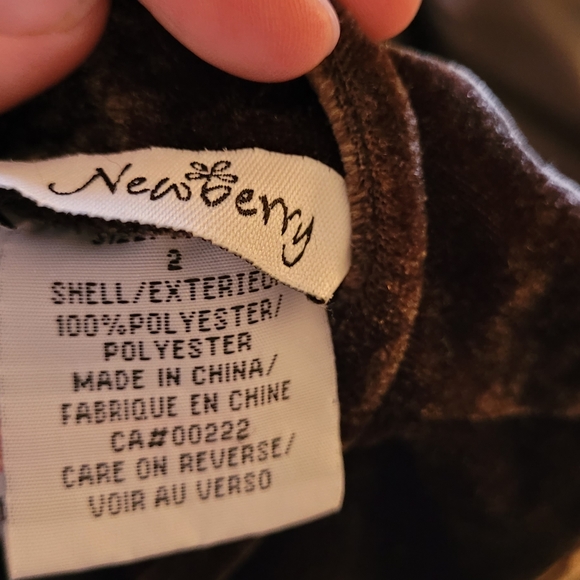 Newberry
2
SHELL/EXTERIEUR
100%POLYESTER/
POLYESTER
MADE IN CHINA/
FABRIQUE EN CHINE
CA#00222
CARE ON REVERSE/
VOIR AU VERSO